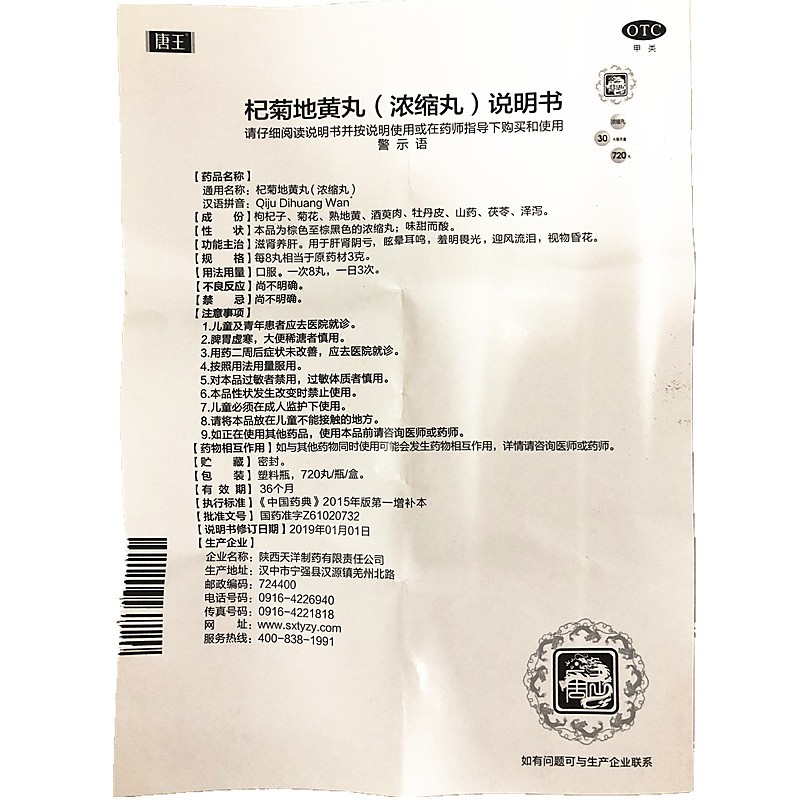 唐王
OTC
甲类
浓缩丸
30
720丸
杞菊地黄丸（浓缩丸）说明书
请仔细阅读说明书并按说明使用或在药师指导下购买和使用
警示语
【药品名称】
通用名称：杞菊地黄丸（浓缩丸）
汉语拼音：Qiju Dihuang Wan
【成 份】枸杞子、菊花、熟地黄、酒萸肉、牡丹皮、山药、茯苓、泽泻。
【性 状】本品为棕色至棕黑色的浓缩丸；味甜而酸。
【功能主治】滋肾养肝。用于肝肾阴亏，眩晕耳鸣，羞明畏光，迎风流泪，视物昏花。
【规 格】每8丸相当于原药材3克。
【用法用量】口服。一次8丸，一日3次。
【不良反应】尚不明确。
【禁 忌】尚不明确。
【注意事项】
1.儿童及青年患者应去医院就诊。
2.脾胃虚寒，大便稀溏者慎用。
3.用药二周后症状未改善，应去医院就诊。
4.按照用法用量服用。
5.对本品过敏者禁用，过敏体质者慎用。
6.本品性状发生改变时禁止使用。
7.儿童必须在成人监护下使用。
8.请将本品放在儿童不能接触的地方。
9.如正在使用其他药品，使用本品前请咨询医师或药师。
【药物相互作用】如与其他药物同时使用可能会发生药物相互作用，详情请咨询医师或药师。
【贮 藏】密封。
【包 装】塑料瓶，720丸/瓶/盒。
【有 效 期】36个月
【执行标准】《中国药典》2015年版第一增补本
【批准文号】国药准字Z61020732
【说明书修订日期】2019年01月01日
【生产企业】
企业名称：陕西天洋制药有限责任公司
生产地址：汉中市宁强县汉源镇羌州北路
邮政编码：724400
电话号码：0916-4226940
传真号码：0916-4221818
网 址：www.sxtyzy.com
服务热线：400-838-1991
如有问题可与生产企业联系